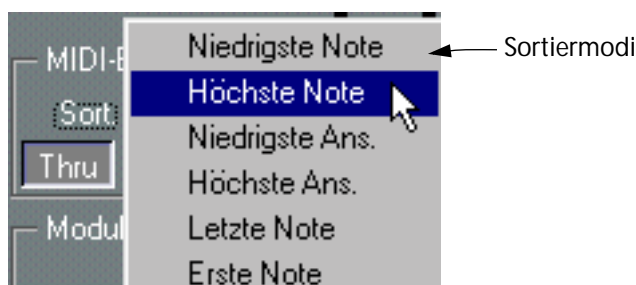 Niedrigste Note
Sortiermodi
MIDI-E
Höchste Note
Sort.
Niedrigste Ans.
Thru
Höchste Ans.
Modul
Letzte Note
Erste Note